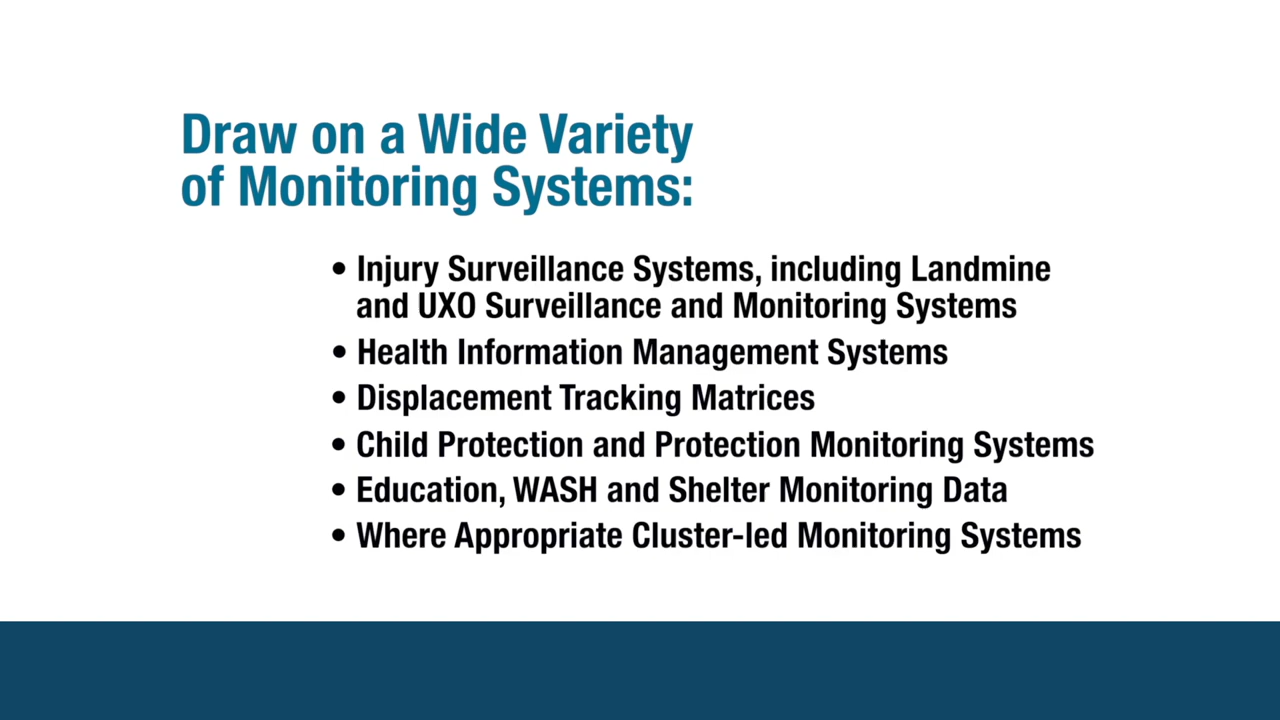 Draw on a Wide Variety
of Monitoring Systems:
• Injury Surveillance Systems, including Landmine
and UXO Surveillance and Monitoring Systems
• Health Information Management Systems
• Displacement Tracking Matrices
• Child Protection and Protection Monitoring Systems
• Education, WASH and Shelter Monitoring Data
• Where Appropriate Cluster-led Monitoring Systems